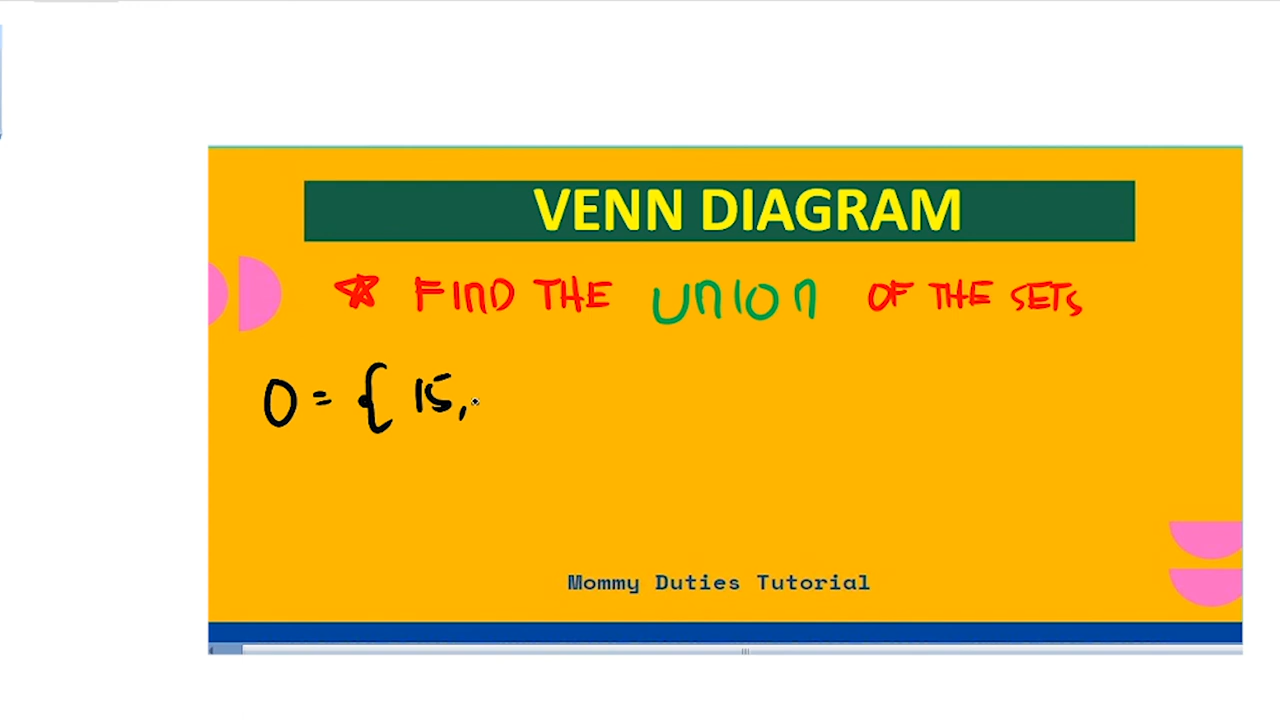 VENN DIAGRAM
* FIND THE UNION OF THE SETS
O = { 15,
Mommy Duties Tutorial